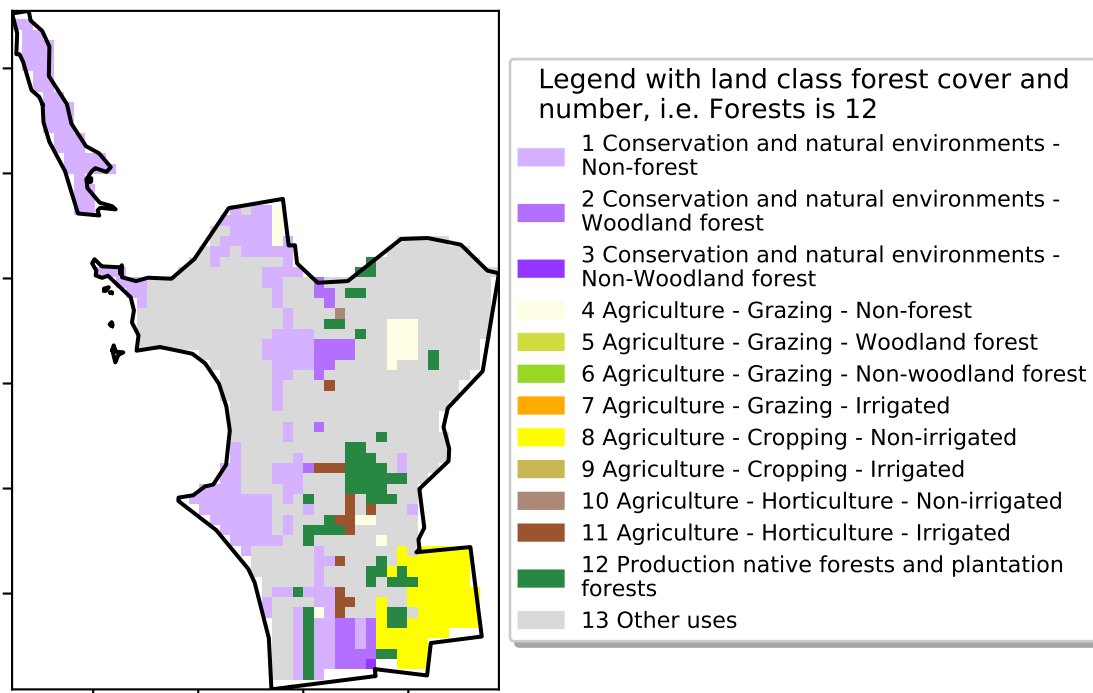 Legend with land class forest cover and
number, i.e. Forests is 12
1 Conservation and natural environments -
Non-forest
2 Conservation and natural environments -
Woodland forest
3 Conservation and natural environments -
Non-Woodland forest
4 Agriculture - Grazing - Non-forest
5 Agriculture - Grazing - Woodland forest
6 Agriculture - Grazing - Non-woodland forest
7 Agriculture - Grazing - Irrigated
8 Agriculture - Cropping - Non-irrigated
9 Agriculture - Cropping - Irrigated
10 Agriculture - Horticulture - Non-irrigated
11 Agriculture - Horticulture - Irrigated
12 Production native forests and plantation
forests
13 Other uses